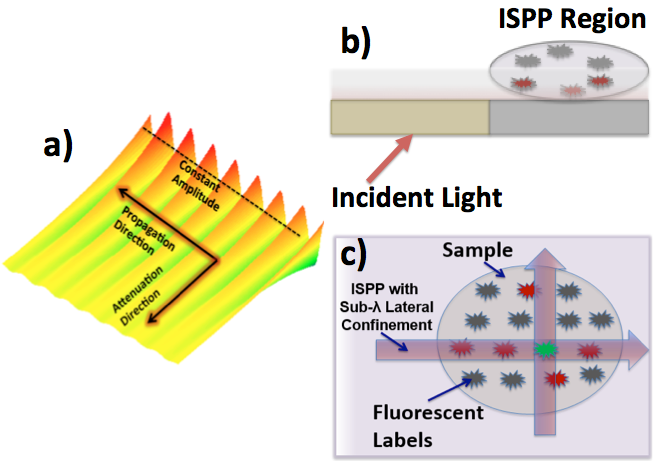 a)
Constant
Amplitude
Propagation
Direction
Attenuation
Direction
b)
ISPP Region
Incident Light
c)
Sample
ISPP with
Sub-λ Lateral
Confinement
Fluorescent
Labels